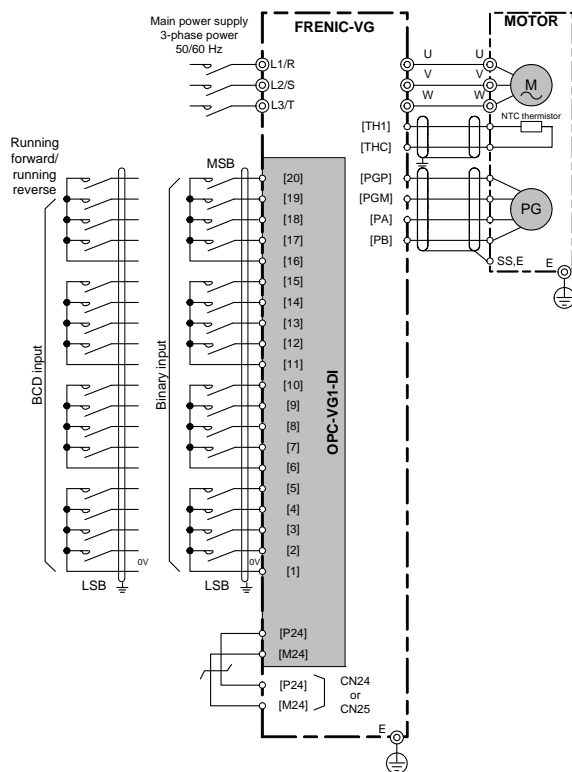 Main power supply
3-phase power
50/60 Hz
FRENIC-VG
MOTOR
L1/R
L2/S
L3/T
U
V
W
U
V
W
M
[TH1]
[THC]
NTC thermistor
[PGP]
[PGM]
[PA]
[PB]
PG
SS,E
E
Running
forward/
running
reverse
MSB
BCD input
Binary input
[20]
[19]
[18]
[17]
[16]
[15]
[14]
[13]
[12]
[11]
[10]
[9]
[8]
[7]
[6]
[5]
[4]
[3]
[2]
[1]
OPC-VG1-DI
0V
0V
LSB
LSB
[P24]
[M24]
[P24]
[M24]
CN24
or
CN25
E